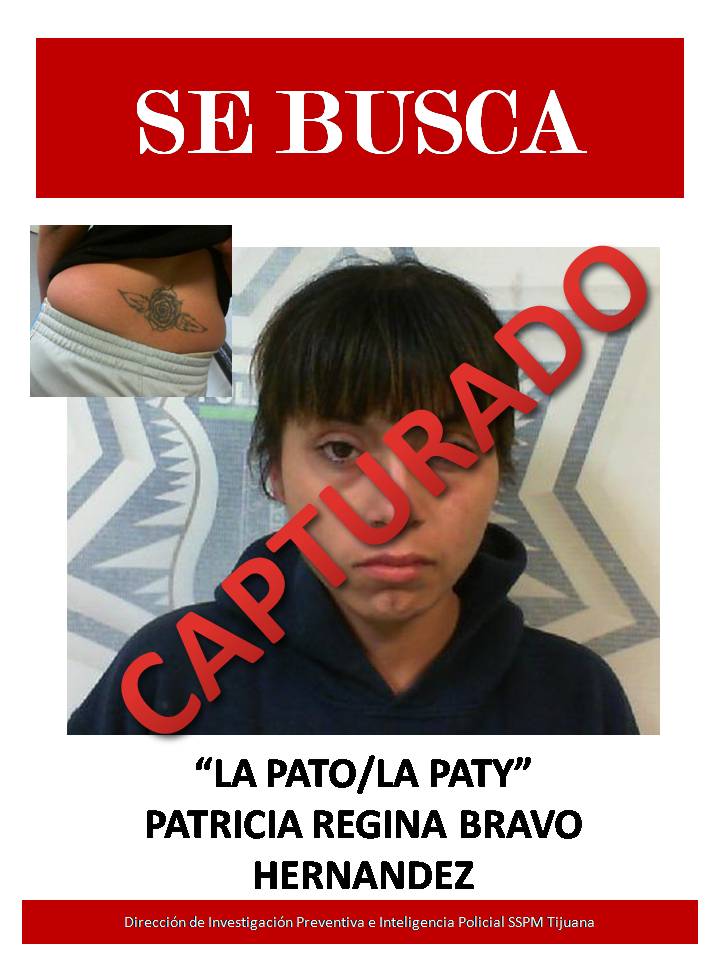 SE BUSCA
CAPTURADO
“LA PATO/LA PATY”
PATRICIA REGINA BRAVO
HERNANDEZ
Dirección de Investigación Preventiva e Inteligencia Policial SSPM Tijuana